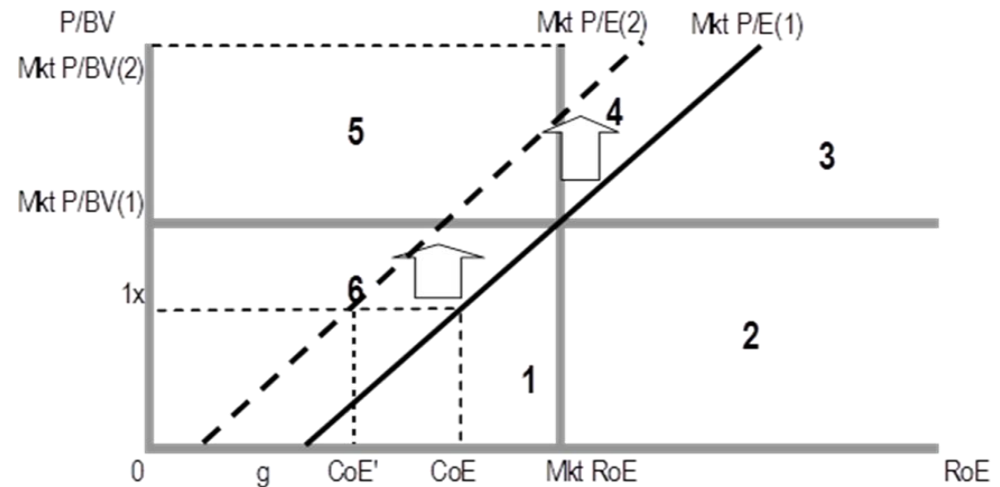 P/BV
Mkt P/E(2)
Mkt P/E(1)
Mkt P/BV(2)
4
5
3
Mkt P/BV(1)
6
1x
2
1
0
g
CoE'
CoE
Mkt RoE
RoE